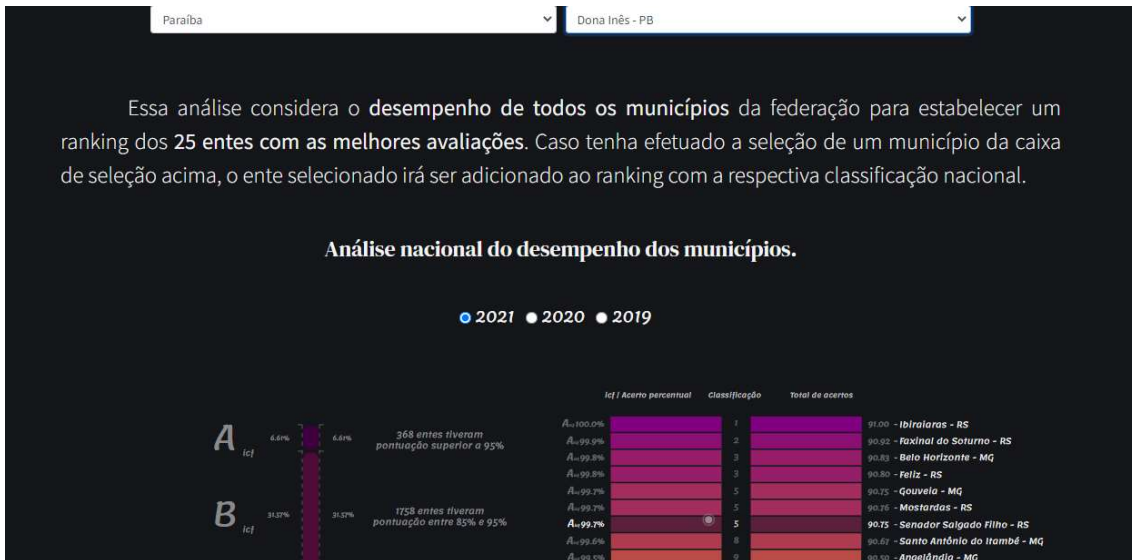 Paraíba
Dona Inês - PB
Essa análise considera o desempenho de todos os municípios da federação para estabelecer um
ranking dos 25 entes com as melhores avaliações. Caso tenha efetuado a seleção de um município da caixa
de seleção acima, o ente selecionado irá ser adicionado ao ranking com a respectiva classificação nacional.
Análise nacional do desempenho dos municípios.
2021 2020 2019
icf / Acerto percentual Classificação Total de acertos
A icf 6.61% 6.61% 368 entes tiveram
pontuação superior a 95%
B icf 31.57% 31.57% 1758 entes tiveram
pontuação entre 85% e 95%
100.0% 1 91.00 - Ibiraiaras - RS
99.9% 2 90.92 - Faxinal do Soturno - RS
99.8% 3 90.83 - Belo Horizonte - MG
99.8% 3 90.80 - Feliz - RS
99.7% 5 90.75 - Gouveia - MG
99.7% 5 90.76 - Mostardas - RS
99.7% 5 90.75 - Senador Salgado Filho - RS
99.6% 8 90.67 - Santo Antônio do Itambé - MG
99.5% 9 90.50 - Angelândia - MG